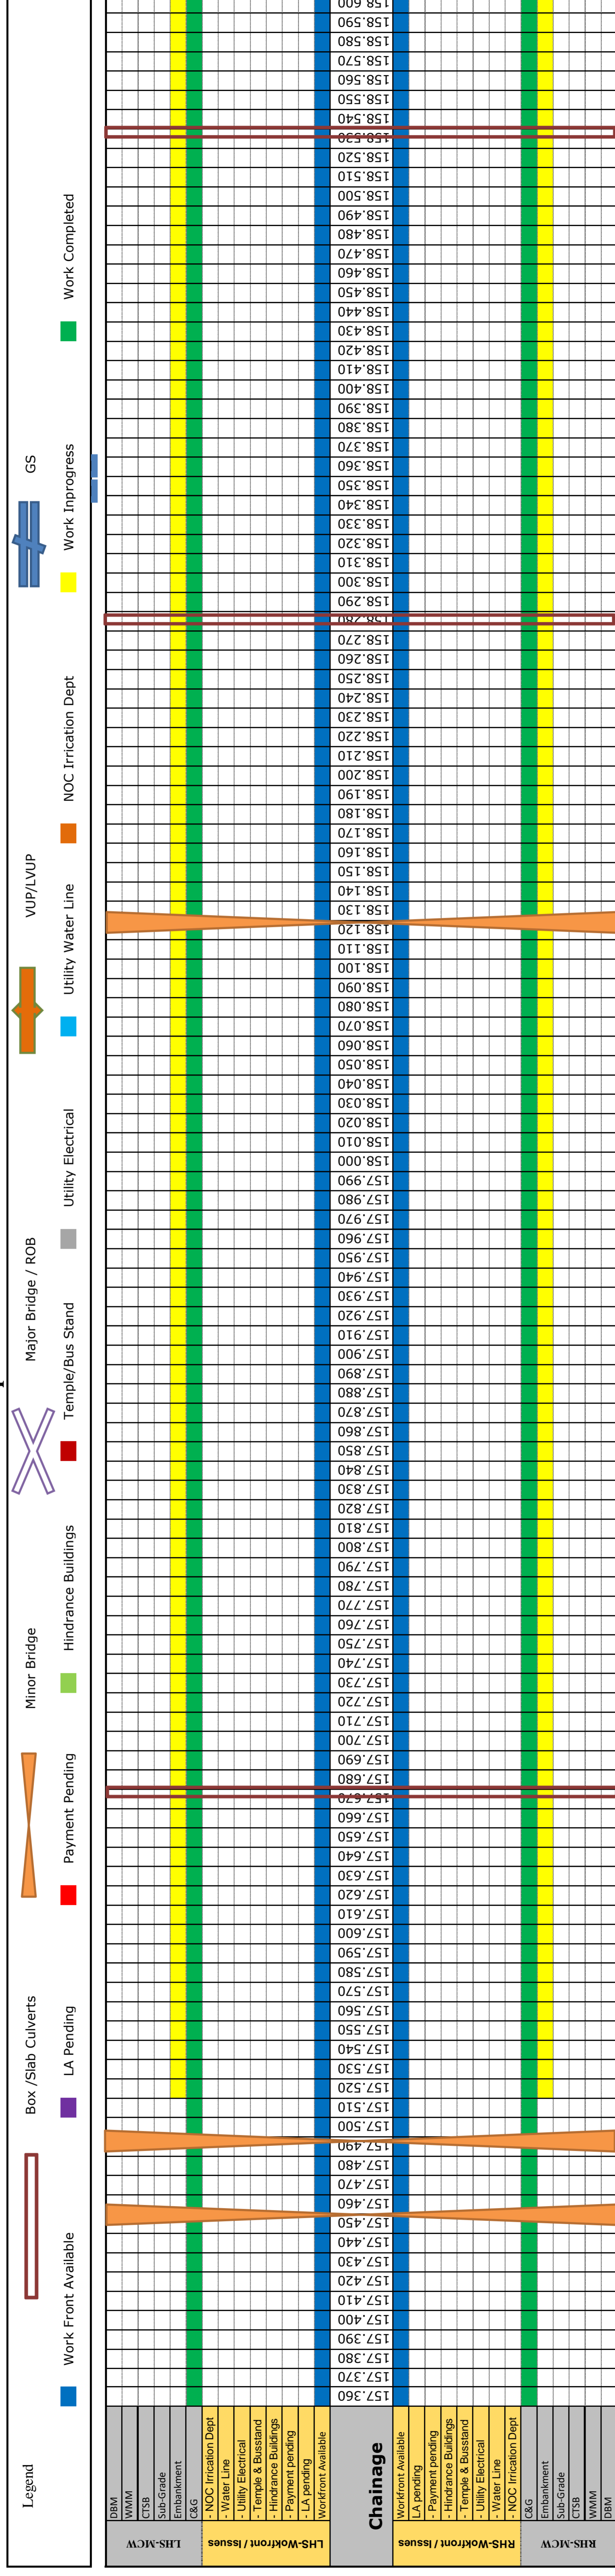 Legend Box /Slab Culverts Minor Bridge Major Bridge / ROB VUP/LVUP GS
Work Front Available LA Pending Payment Pending Hindrance Buildings Temple/Bus Stand Utility Electrical Utility Water Line NOC Irrication Dept Work Inprogress Work Completed
LHS-MCW
DBM
WMM
CTSB
Sub-Grade
Embankment
C&G
LHS-Wokfront / Issues
- NOC Irrication Dept
- Water Line
- Utility Electrical
- Temple & Busstand
- Hindrance Buildings
- Payment pending
- LA pending
Workfront Available
Chainage 157.360 157.370 157.380 157.390 157.400 157.410 157.420 157.430 157.440 157.450 157.460 157.470 157.480 157.490 157.500 157.510 157.520 157.530 157.540 157.550 157.560 157.570 157.580 157.590 157.600 157.610 157.620 157.630 157.640 157.650 157.660 157.670 157.680 157.690 157.700 157.710 157.720 157.730 157.740 157.750 157.760 157.770 157.780 157.790 157.800 157.810 157.820 157.830 157.840 157.850 157.860 157.870 157.880 157.890 157.900 157.910 157.920 157.930 157.940 157.950 157.960 157.970 157.980 157.990 158.000 158.010 158.020 158.030 158.040 158.050 158.060 158.070 158.080 158.090 158.100 158.110 158.120 158.130 158.140 158.150 158.160 158.170 158.180 158.190 158.200 158.210 158.220 158.230 158.240 158.250 158.260 158.270 158.280 158.290 158.300 158.310 158.320 158.330 158.340 158.350 158.360 158.370 158.380 158.390 158.400 158.410 158.420 158.430 158.440 158.450 158.460 158.470 158.480 158.490 158.500 158.510 158.520 158.530 158.540 158.550 158.560 158.570 158.580 158.590 158.600
RHS-Wokfront / Issues
Workfront Available
LA pending
- Payment pending
- Hindrance Buildings
- Temple & Busstand
- Utility Electrical
- Water Line
- NOC Irrication Dept
RHS-MCW
C&G
Embankment
Sub-Grade
CTSB
WMM
DBM